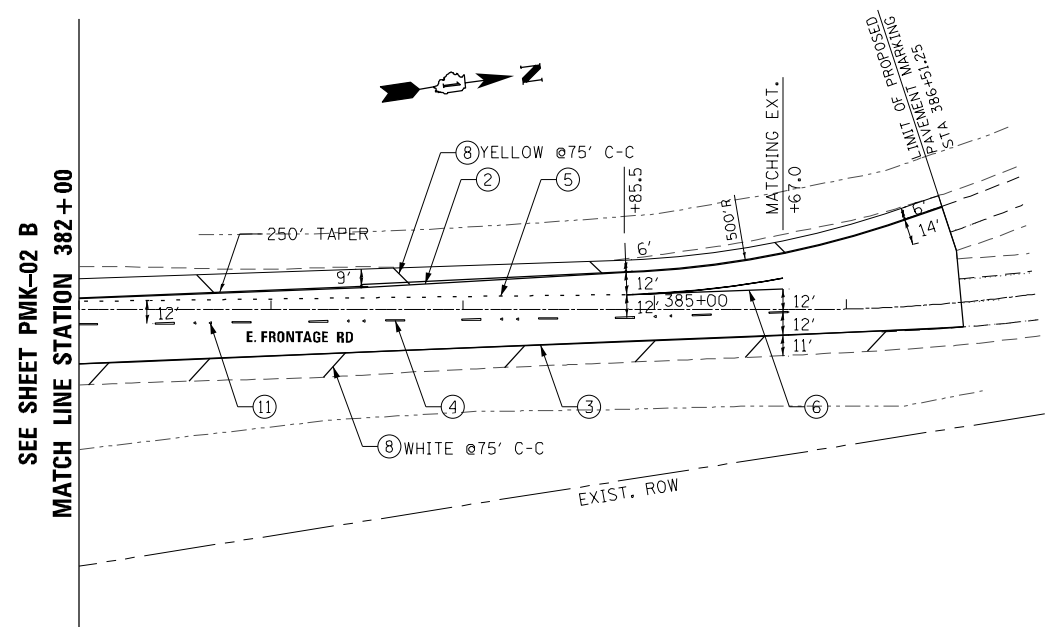 SEE SHEET PMK-02 B
MATCH LINE STATION 382+00
N
LIMIT OF PROPOSED
PAVEMENT MARKING
STA 386+51.25
MATCHING EXT.
+67.0
+85.5
500'R
8 YELLOW @75' C-C
2
5
250' TAPER
9'
6'
12'
12'
385+00
6'
14'
12'
12'
12'
11'
E. FRONTAGE RD
11
4
3
6
8 WHITE @75' C-C
EXIST. ROW